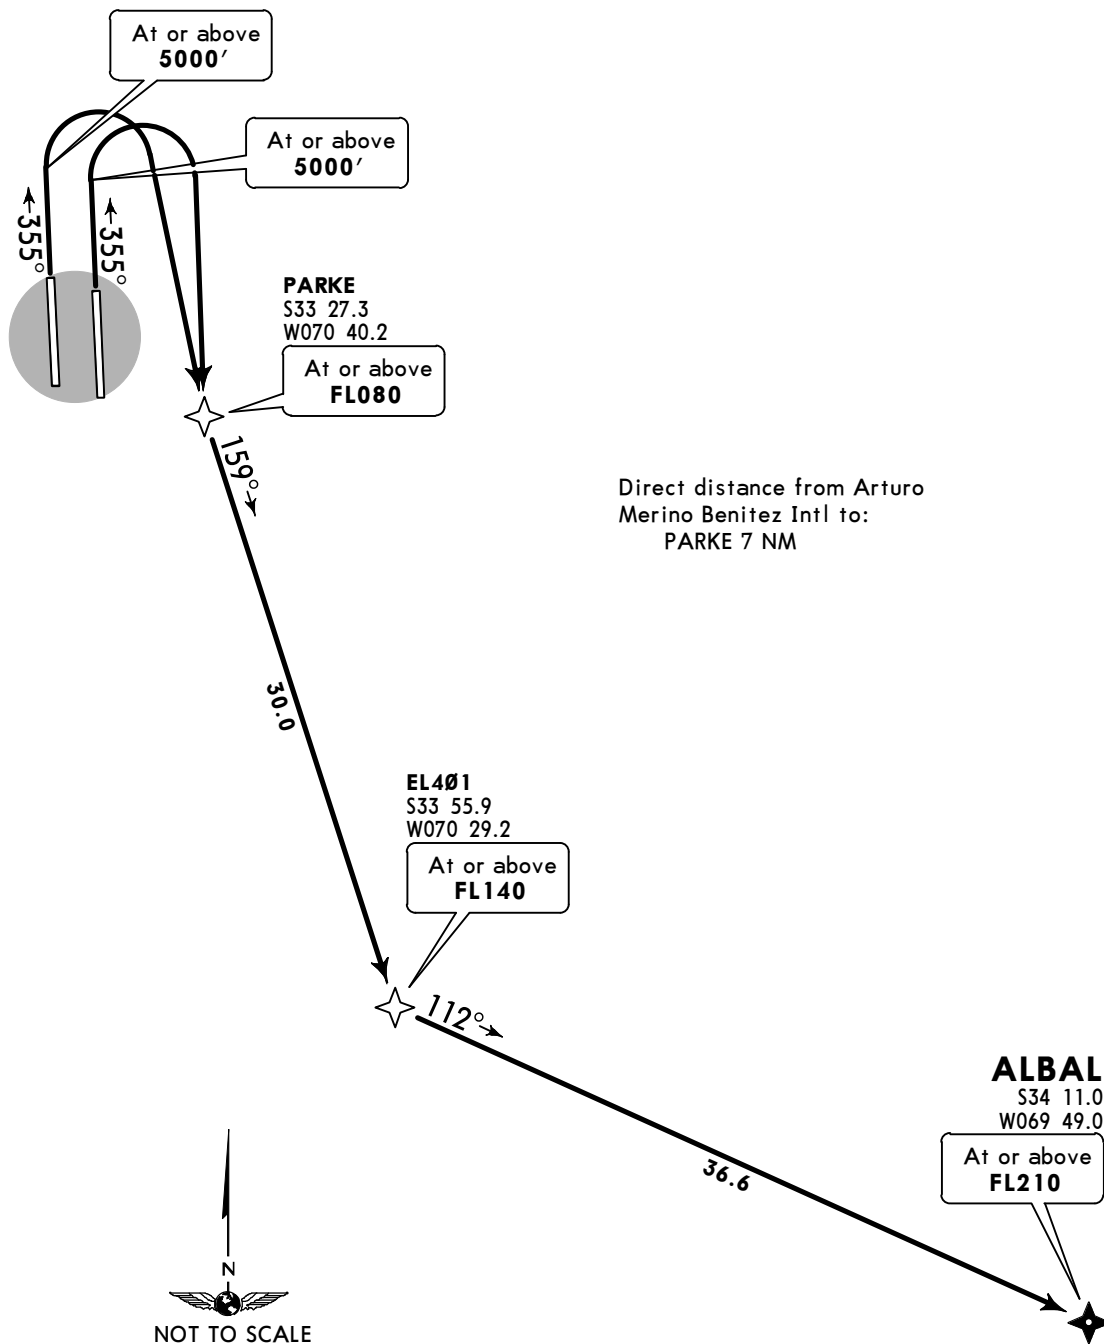 At or above
5000′
At or above
5000′
355°
355°
PARKE
S33 27.3
W070 40.2
At or above
FL080
159°
Direct distance from Arturo
Merino Benitez Intl to:
PARKE 7 NM
30.0
EL4Ø1
S33 55.9
W070 29.2
At or above
FL140
112°
ALBAL
S34 11.0
W069 49.0
At or above
FL210
36.6
N
NOT TO SCALE